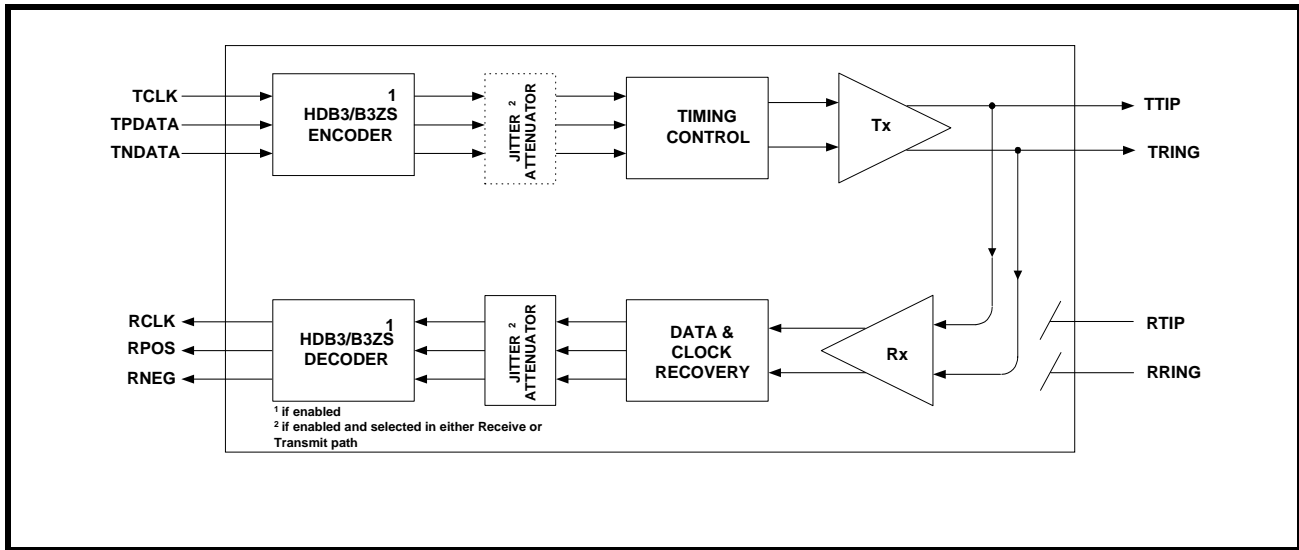 TCLK
TPDATA
TNDATA
1
HDB3/B3ZS
ENCODER
JITTER 2
ATTENUATOR
TIMING
CONTROL
Tx
TTIP
TRING
RCLK
RPOS
RNEG
1
HDB3/B3ZS
DECODER
JITTER 2
ATTENUATOR
DATA &
CLOCK
RECOVERY
Rx
RTIP
RRING
1 if enabled
2 if enabled and selected in either Receive or
Transmit path